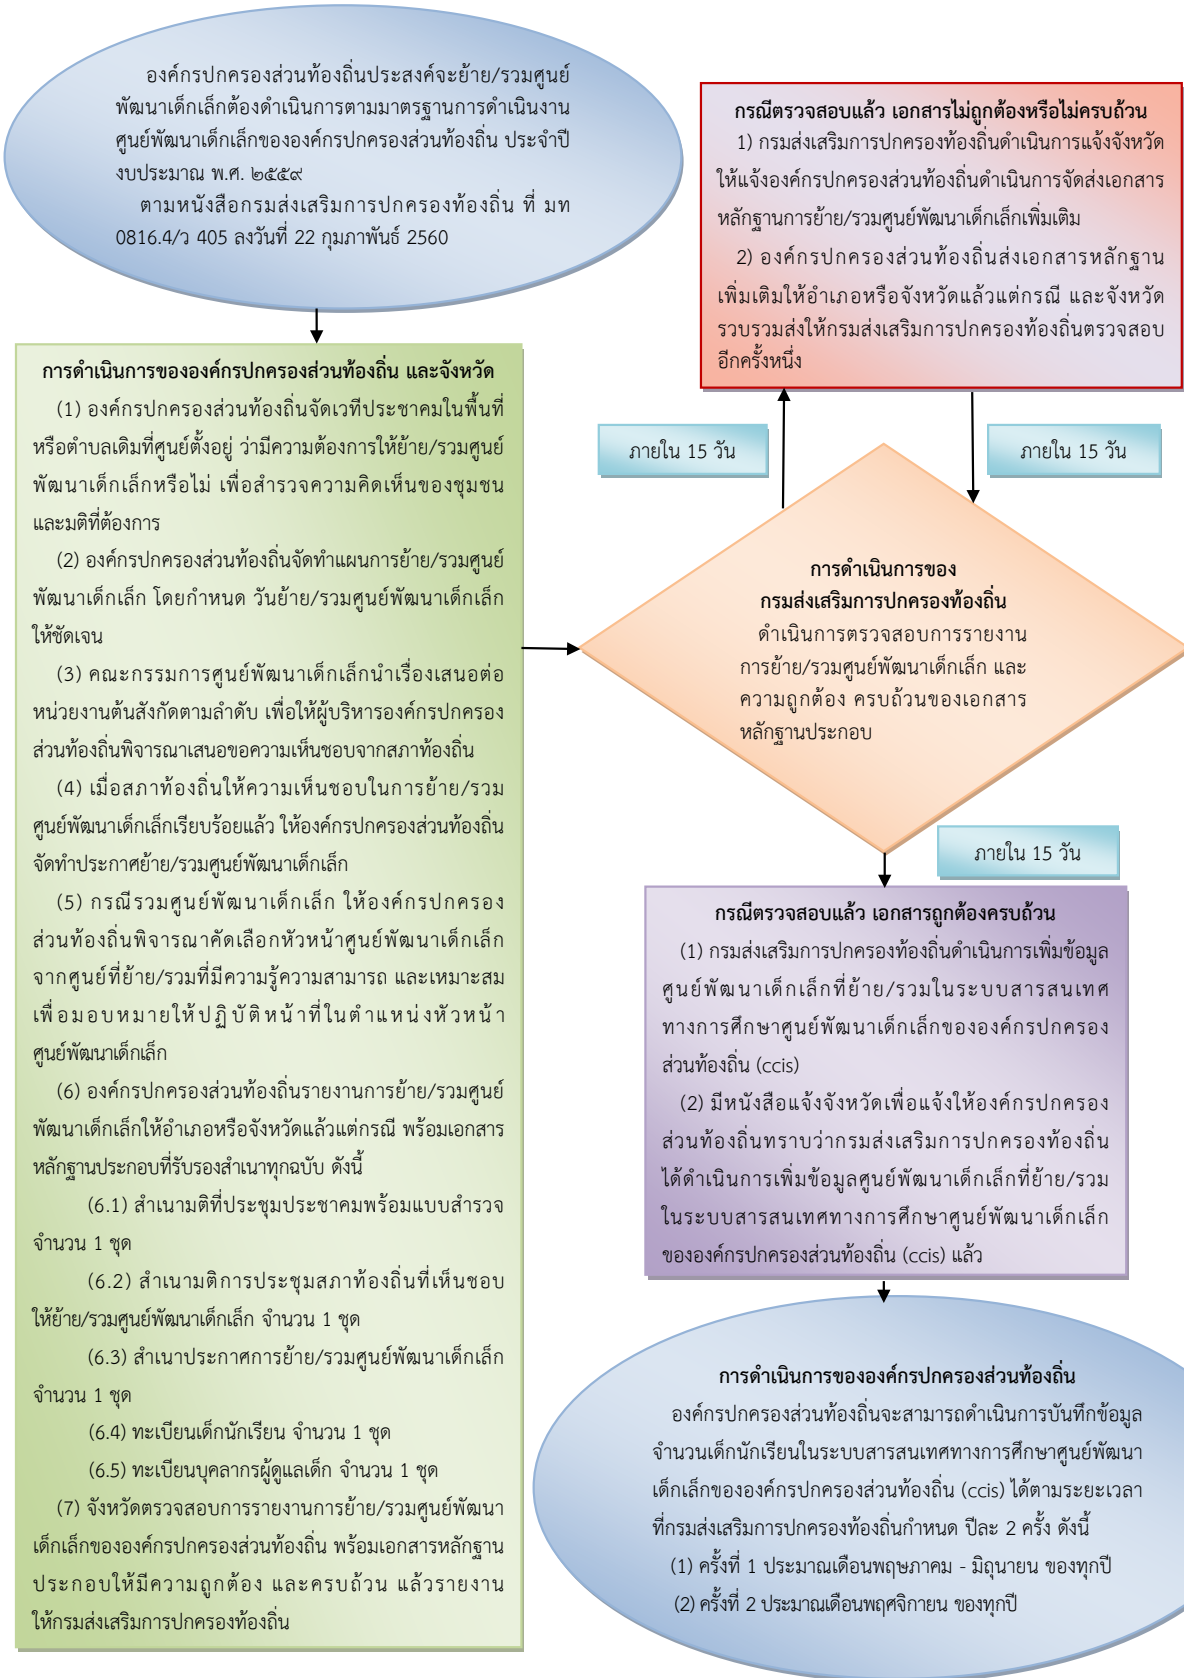 องค์กรปกครองส่วนท้องถิ่นประสงค์จะย้าย/รวมศูนย์
พัฒนาเด็กเล็กต้องดำเนินการตามมาตรฐานการดำเนินงาน
ศูนย์พัฒนาเด็กเล็กขององค์กรปกครองส่วนท้องถิ่น ประจำปี
งบประมาณ พ.ศ. ๒๕๕๙
ตามหนังสือกรมส่งเสริมการปกครองท้องถิ่น ที่ มท
0816.4/ว 405 ลงวันที่ 22 กุมภาพันธ์ 2560
การดำเนินการขององค์กรปกครองส่วนท้องถิ่น และจังหวัด
(1) องค์กรปกครองส่วนท้องถิ่นจัดเวทีประชาคมในพื้นที่
หรือตำบลเดิมที่ศูนย์ตั้งอยู่ ว่ามีความต้องการให้ย้าย/รวมศูนย์
พัฒนาเด็กเล็กหรือไม่ เพื่อสำรวจความคิดเห็นของชุมชน
และมติที่ต้องการ
(2) องค์กรปกครองส่วนท้องถิ่นจัดทำแผนการย้าย/รวมศูนย์
พัฒนาเด็กเล็ก โดยกำหนด วันย้าย/รวมศูนย์พัฒนาเด็กเล็ก
ให้ชัดเจน
(3) คณะกรรมการศูนย์พัฒนาเด็กเล็กนำเรื่องเสนอต่อ
หน่วยงานต้นสังกัดตามลำดับ เพื่อให้ผู้บริหารองค์กรปกครอง
ส่วนท้องถิ่นพิจารณาเสนอขอความเห็นชอบจากสภาท้องถิ่น
(4) เมื่อสภาท้องถิ่นให้ความเห็นชอบในการย้าย/รวม
ศูนย์พัฒนาเด็กเล็กเรียบร้อยแล้ว ให้องค์กรปกครองส่วนท้องถิ่น
จัดทำประกาศย้าย/รวมศูนย์พัฒนาเด็กเล็ก
(5) กรณีรวมศูนย์พัฒนาเด็กเล็ก ให้องค์กรปกครอง
ส่วนท้องถิ่นพิจารณาคัดเลือกหัวหน้าศูนย์พัฒนาเด็กเล็ก
จากศูนย์ที่ย้าย/รวมที่มีความรู้ความสามารถ และเหมาะสม
เพื่อมอบหมายให้ปฏิบัติหน้าที่ในตำแหน่งหัวหน้า
ศูนย์พัฒนาเด็กเล็ก
(6) องค์กรปกครองส่วนท้องถิ่นรายงานการย้าย/รวมศูนย์
พัฒนาเด็กเล็กให้อำเภอหรือจังหวัดแล้วแต่กรณี พร้อมเอกสาร
หลักฐานประกอบที่รับรองสำเนาทุกฉบับ ดังนี้
(6.1) สำเนามติที่ประชุมประชาคมพร้อมแบบสำรวจ
จำนวน 1 ชุด
(6.2) สำเนามติการประชุมสภาท้องถิ่นที่เห็นชอบ
ให้ย้าย/รวมศูนย์พัฒนาเด็กเล็ก จำนวน 1 ชุด
(6.3) สำเนาประกาศการย้าย/รวมศูนย์พัฒนาเด็กเล็ก
จำนวน 1 ชุด
(6.4) ทะเบียนเด็กนักเรียน จำนวน 1 ชุด
(6.5) ทะเบียนบุคลากรผู้ดูแลเด็ก จำนวน 1 ชุด
(7) จังหวัดตรวจสอบการรายงานการย้าย/รวมศูนย์พัฒนา
เด็กเล็กขององค์กรปกครองส่วนท้องถิ่น พร้อมเอกสารหลักฐาน
ประกอบให้มีความถูกต้อง และครบถ้วน แล้วรายงาน
ให้กรมส่งเสริมการปกครองท้องถิ่น
กรณีตรวจสอบแล้ว เอกสารไม่ถูกต้องหรือไม่ครบถ้วน
1) กรมส่งเสริมการปกครองท้องถิ่นดำเนินการแจ้งจังหวัด
ให้แจ้งองค์กรปกครองส่วนท้องถิ่นดำเนินการจัดส่งเอกสาร
หลักฐานการย้าย/รวมศูนย์พัฒนาเด็กเล็กเพิ่มเติม
2) องค์กรปกครองส่วนท้องถิ่นส่งเอกสารหลักฐาน
เพิ่มเติมให้อำเภอหรือจังหวัดแล้วแต่กรณี และจังหวัด
รวบรวมส่งให้กรมส่งเสริมการปกครองท้องถิ่นตรวจสอบ
อีกครั้งหนึ่ง
ภายใน 15 วัน
ภายใน 15 วัน
การดำเนินการของ
กรมส่งเสริมการปกครองท้องถิ่น
ดำเนินการตรวจสอบการรายงาน
การย้าย/รวมศูนย์พัฒนาเด็กเล็ก และ
ความถูกต้อง ครบถ้วนของเอกสาร
หลักฐานประกอบ
ภายใน 15 วัน
กรณีตรวจสอบแล้ว เอกสารถูกต้องครบถ้วน
(1) กรมส่งเสริมการปกครองท้องถิ่นดำเนินการเพิ่มข้อมูล
ศูนย์พัฒนาเด็กเล็กที่ย้าย/รวมในระบบสารสนเทศ
ทางการศึกษาศูนย์พัฒนาเด็กเล็กขององค์กรปกครอง
ส่วนท้องถิ่น (ccis)
(2) มีหนังสือแจ้งจังหวัดเพื่อแจ้งให้องค์กรปกครอง
ส่วนท้องถิ่นทราบว่ากรมส่งเสริมการปกครองท้องถิ่น
ได้ดำเนินการเพิ่มข้อมูลศูนย์พัฒนาเด็กเล็กที่ย้าย/รวม
ในระบบสารสนเทศทางการศึกษาศูนย์พัฒนาเด็กเล็ก
ขององค์กรปกครองส่วนท้องถิ่น (ccis) แล้ว
การดำเนินการขององค์กรปกครองส่วนท้องถิ่น
องค์กรปกครองส่วนท้องถิ่นจะสามารถดำเนินการบันทึกข้อมูล
จำนวนเด็กนักเรียนในระบบสารสนเทศทางการศึกษาศูนย์พัฒนา
เด็กเล็กขององค์กรปกครองส่วนท้องถิ่น (ccis) ได้ตามระยะเวลา
ที่กรมส่งเสริมการปกครองท้องถิ่นกำหนด ปีละ 2 ครั้ง ดังนี้
(1) ครั้งที่ 1 ประมาณเดือนพฤษภาคม - มิถุนายน ของทุกปี
(2) ครั้งที่ 2 ประมาณเดือนพฤศจิกายน ของทุกปี